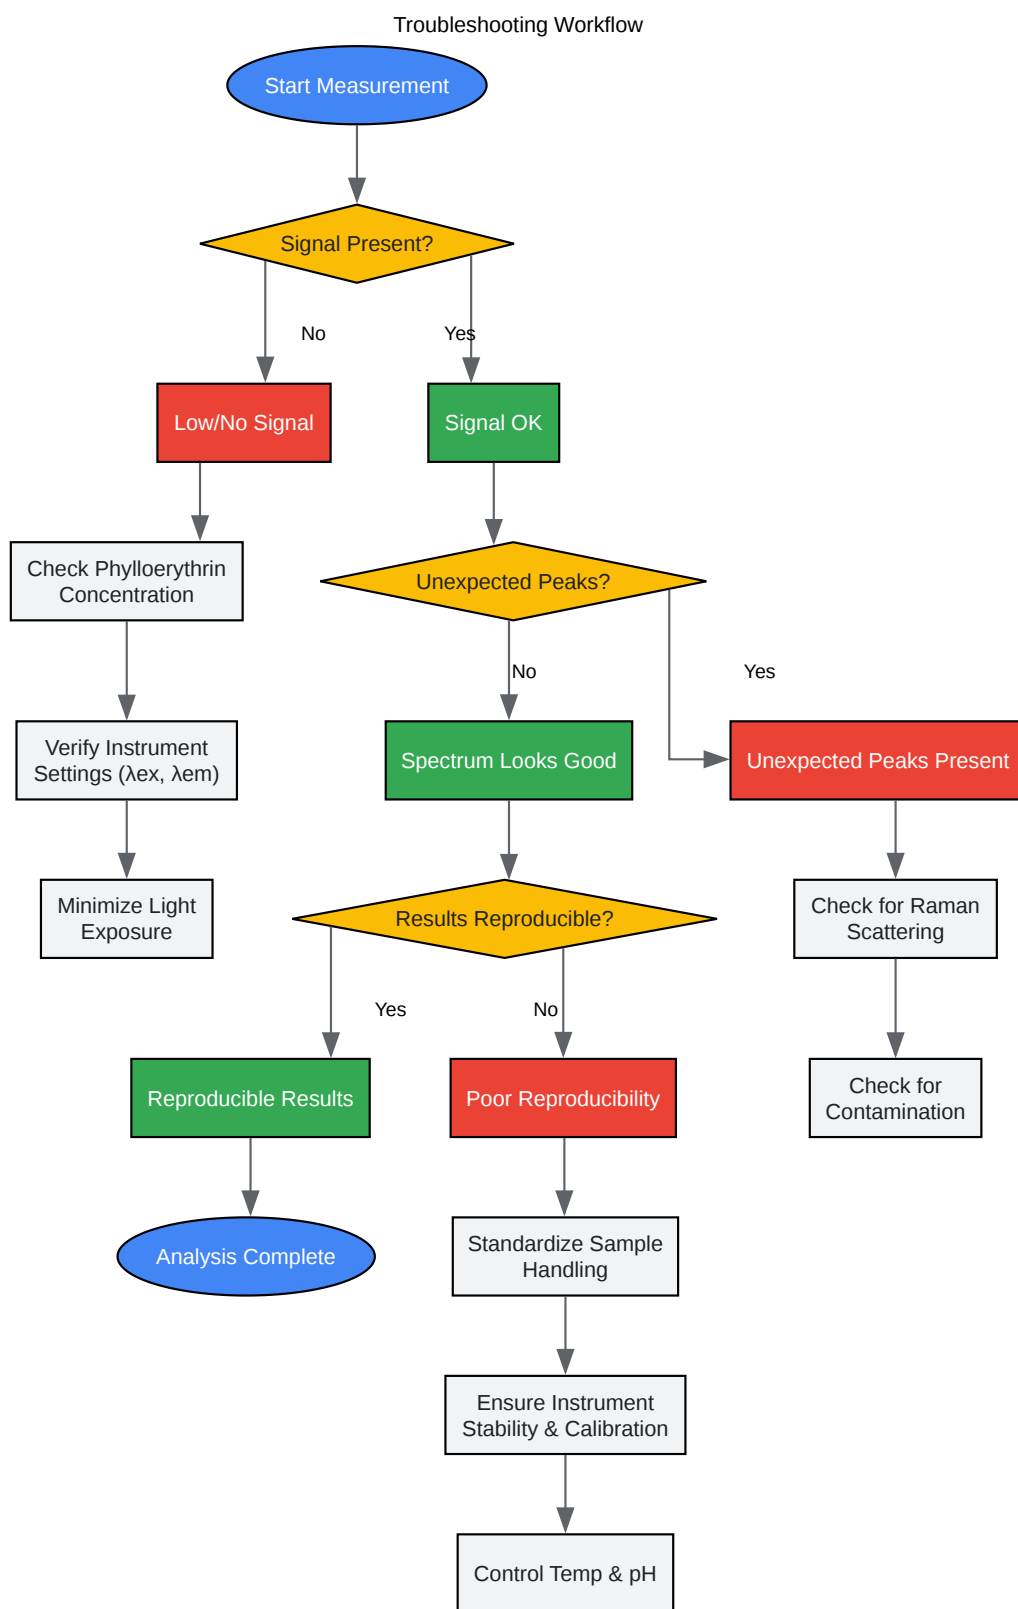 Troubleshooting Workflow
Start Measurement
Signal Present?
No
Yes
Low/No Signal
Signal OK
Check Phylloerythrin
Concentration
Unexpected Peaks?
No
Yes
Verify Instrument
Settings (λex, λem)
Spectrum Looks Good
Unexpected Peaks Present
Minimize Light
Exposure
Results Reproducible?
Check for Raman
Scattering
Yes
No
Reproducible Results
Poor Reproducibility
Check for
Contamination
Analysis Complete
Standardize Sample
Handling
Ensure Instrument
Stability & Calibration
Control Temp & pH